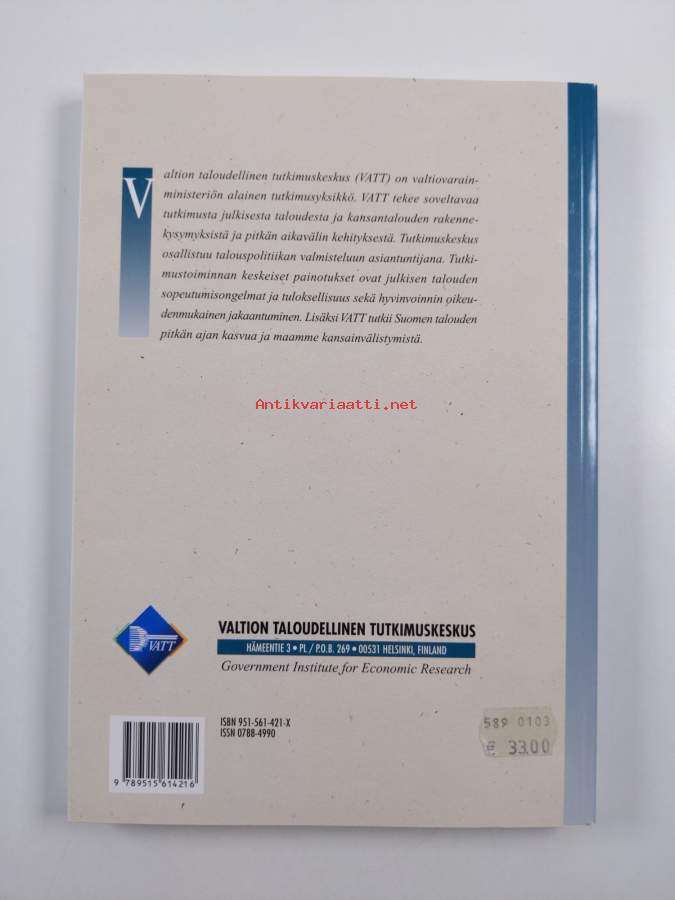 Valtion taloudellinen tutkimuskeskus (VATT) on valtiovarain-
ministeriön alainen tutkimusyksikkö. VATT tekee soveltavaa
tutkimusta julkisesta taloudesta ja kansantalouden rakenne-
kysymyksistä ja pitkän aikavälin kehityksestä. Tutkimuskeskus
osallistuu talouspolitiikan valmisteluun asiantuntijana. Tutki-
mustoiminnan keskeiset painotukset ovat julkisen talouden
sopeutumisongelmat ja tuloksellisuus sekä hyvinvoinnin oikeu-
denmukainen jakaantuminen. Lisäksi VATT tutkii Suomen talouden
pitkän ajan kasvua ja maamme kansainvälistymistä.
Antikvariaatti.net
VATT
VALTION TALOUDELLINEN TUTKIMUSKESKUS
HÄMEENTIE 3 • PL / P.O.B. 269 • 00531 HELSINKI, FINLAND
Government Institute for Economic Research
ISBN 951-561-421-X
ISSN 0788-4990
9 789515 614216
589 0103
33.00